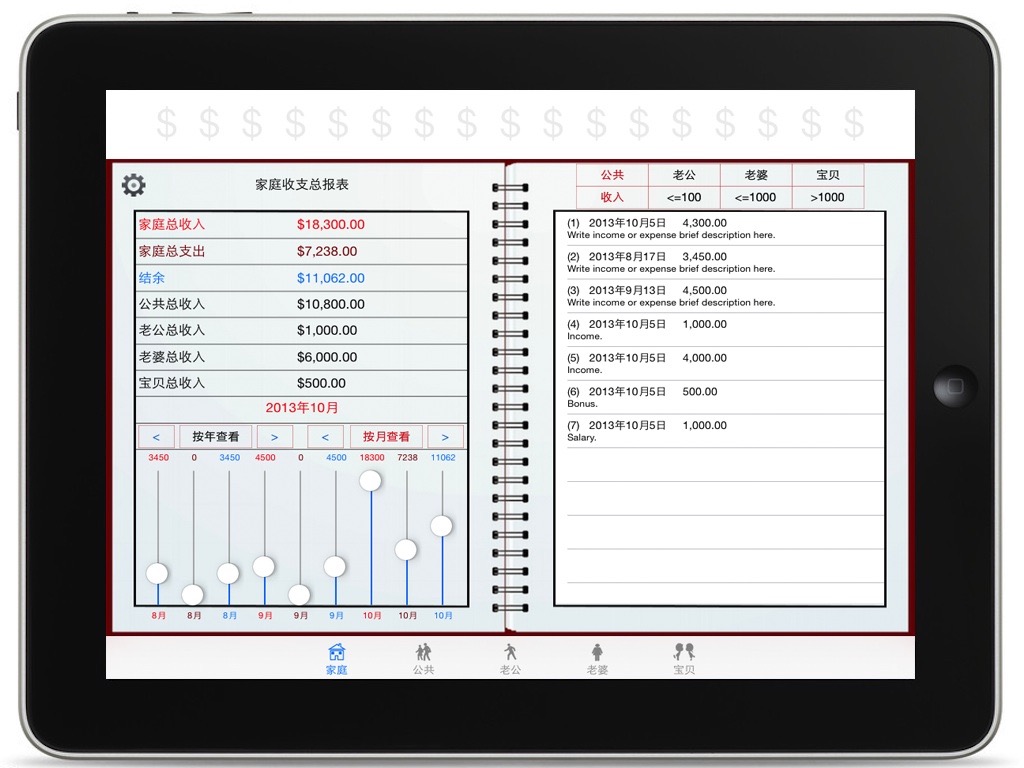 $ $ $ $ $ $ $ $ $ $ $ $ $ $ $ $ $
家庭收支总报表
家庭总收入 $18,300.00
家庭总支出 $7,238.00
结余 $11,062.00
公共总收入 $10,800.00
老公总收入 $1,000.00
老婆总收入 $6,000.00
宝贝总收入 $500.00
2013年10月
< 按年查看 > < 按月查看 >
3450 0 3450 4500 0 4500 18300 7238 11062
8月 8月 8月 9月 9月 9月 10月 10月 10月
公共 老公 老婆 宝贝
收入 <=100 <=1000 >1000
(1) 2013年10月5日 4,300.00
Write income or expense brief description here.
(2) 2013年8月17日 3,450.00
Write income or expense brief description here.
(3) 2013年9月13日 4,500.00
Write income or expense brief description here.
(4) 2013年10月5日 1,000.00
Income.
(5) 2013年10月5日 4,000.00
Income.
(6) 2013年10月5日 500.00
Bonus.
(7) 2013年10月5日 1,000.00
Salary.
家庭 公共 老公 老婆 宝贝